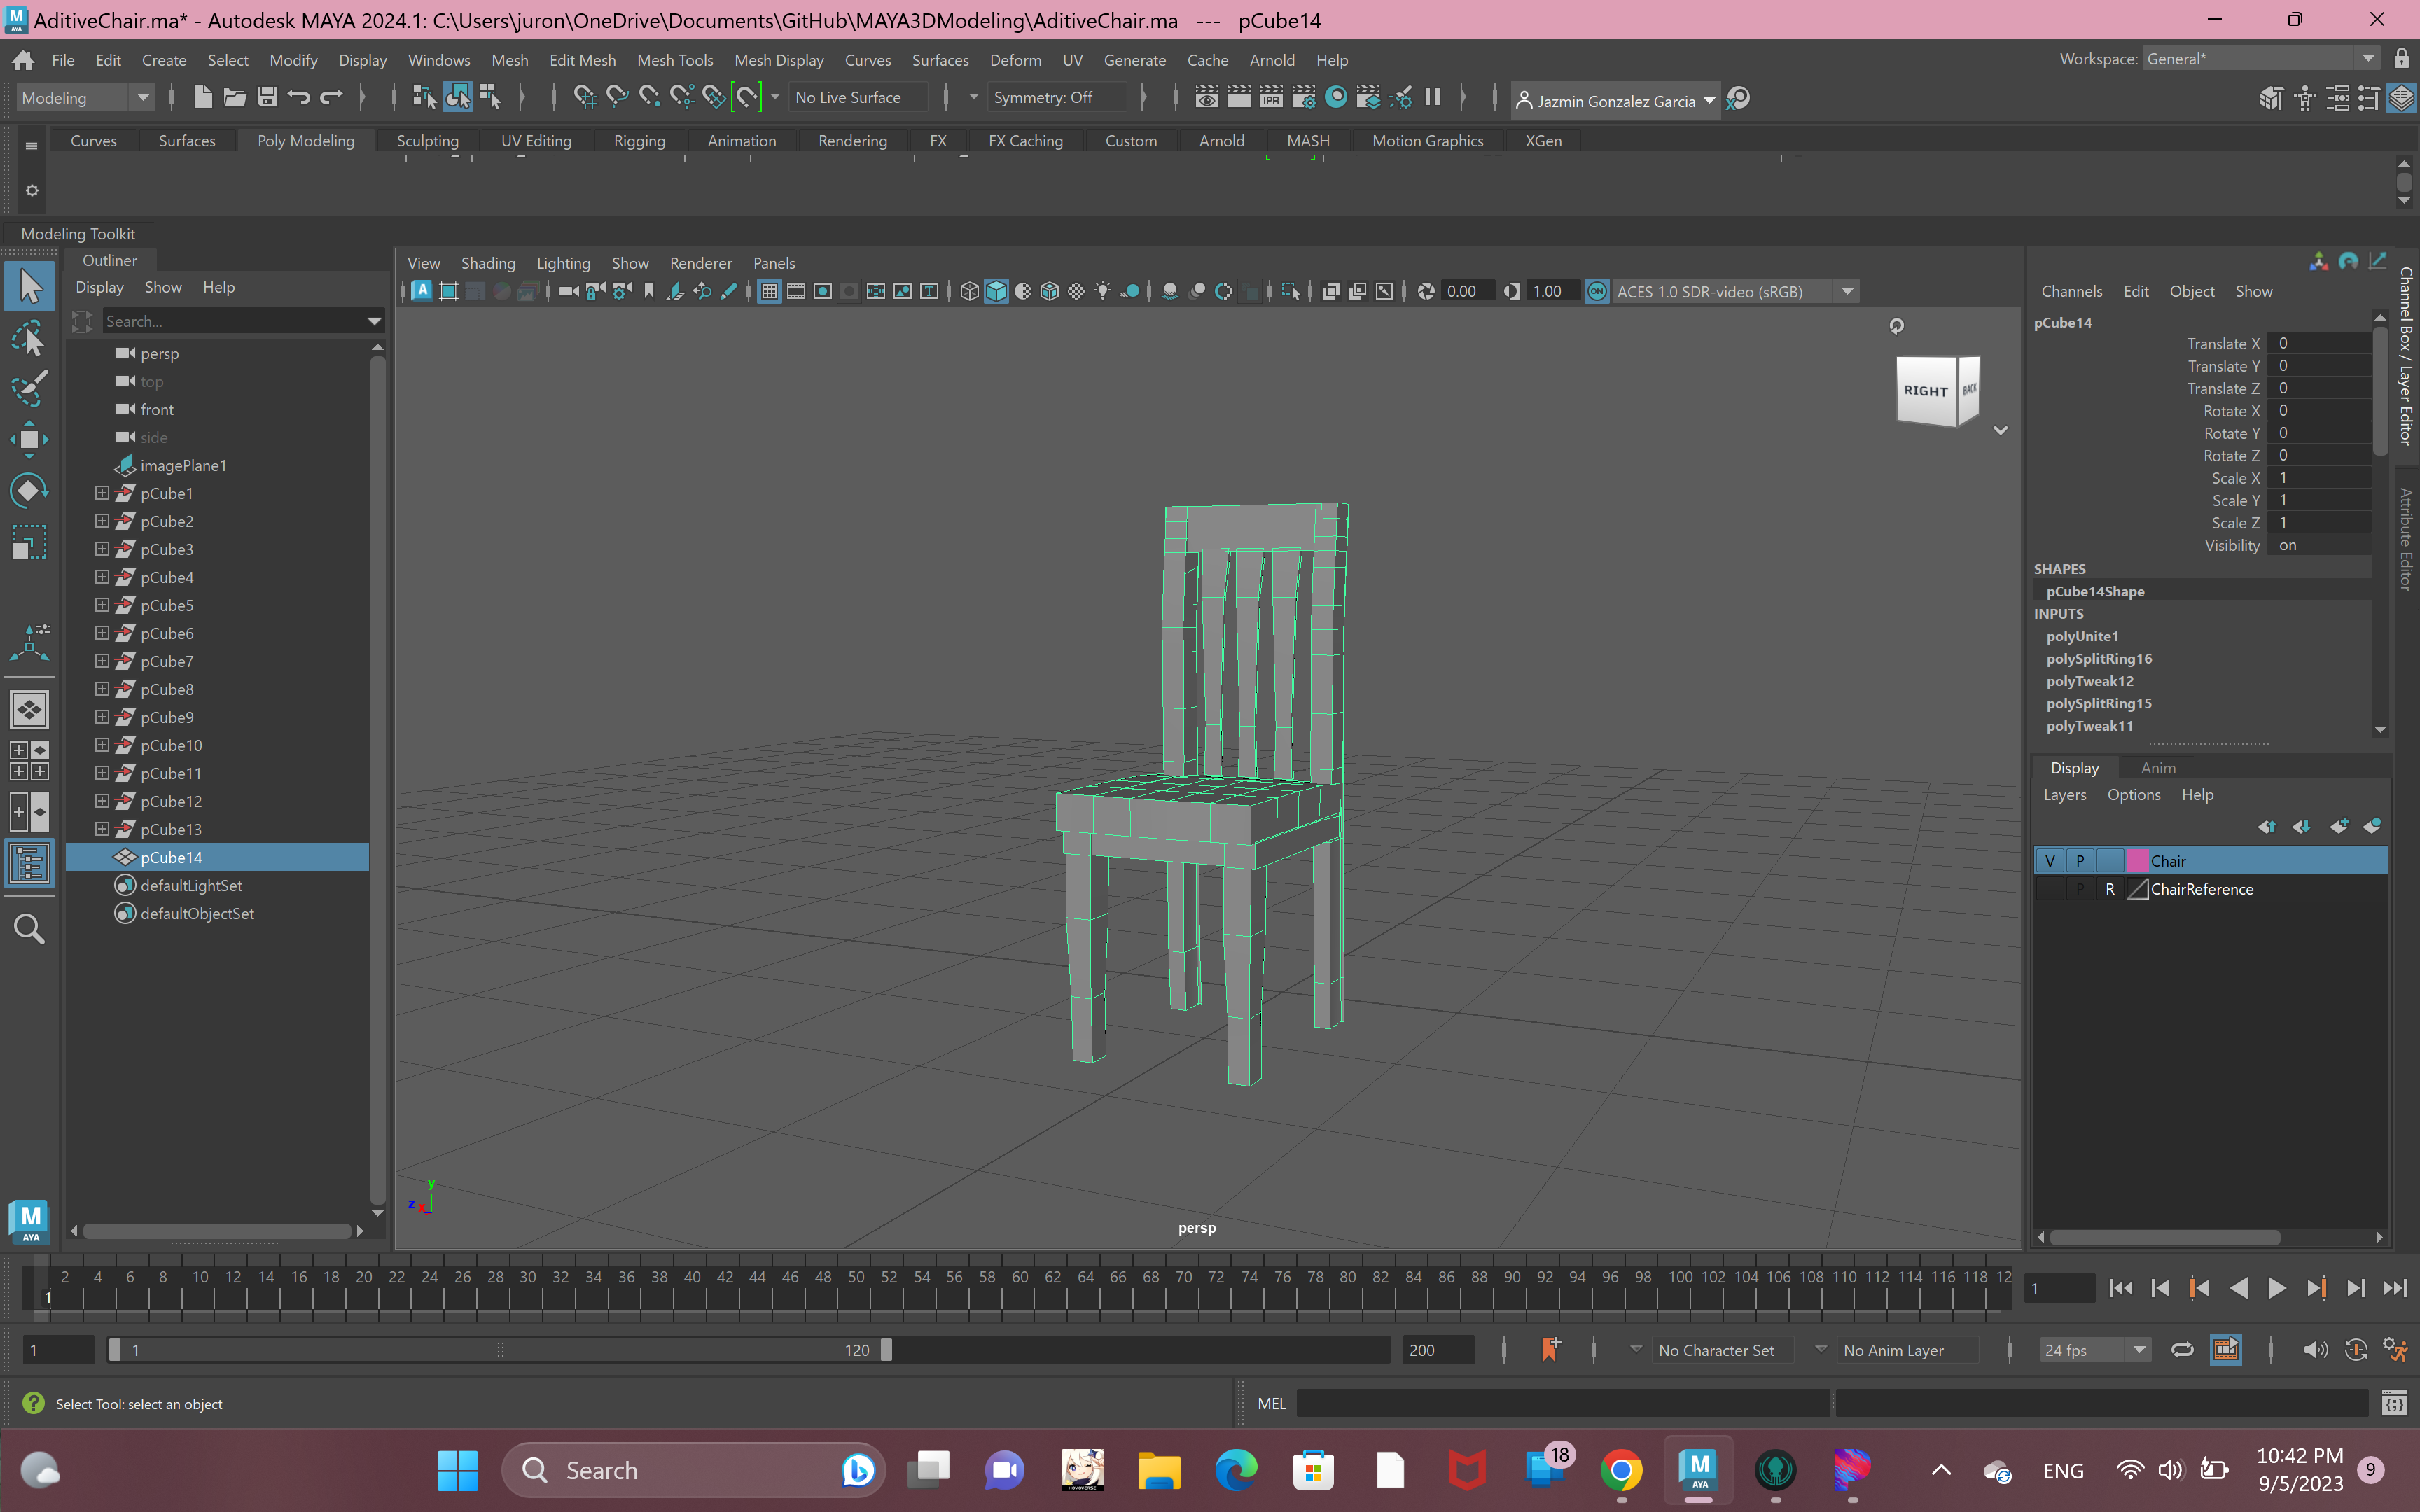 AditiveChair.ma* - Autodesk MAYA 2024.1: C:\Users\juron\OneDrive\Documents\GitHub\MAYA3DModeling\AditiveChair.ma --- pCube14
File Edit Create Select Modify Display Windows Mesh Edit Mesh Mesh Tools Mesh Display Curves Surfaces Deform UV Generate Cache Arnold Help
Workspace: General*
Modeling No Live Surface Symmetry: Off IPR Jazmin Gonzalez Garcia
Curves Surfaces Poly Modeling Sculpting UV Editing Rigging Animation Rendering FX FX Caching Custom Arnold MASH Motion Graphics XGen
Modeling Toolkit
Outliner
Display Show Help
Search...
persp
top
front
side
imagePlane1
pCube1
pCube2
pCube3
pCube4
pCube5
pCube6
pCube7
pCube8
pCube9
pCube10
pCube11
pCube12
pCube13
pCube14
defaultLightSet
defaultObjectSet
View Shading Lighting Show Renderer Panels
0.00 1.00 ON ACES 1.0 SDR-video (sRGB)
RIGHT BACK
y
z x
persp
Channels Edit Object Show
pCube14
Translate X 0
Translate Y 0
Translate Z 0
Rotate X 0
Rotate Y 0
Rotate Z 0
Scale X 1
Scale Y 1
Scale Z 1
Visibility on
SHAPES
pCube14Shape
INPUTS
polyUnite1
polySplitRing16
polyTweak12
polySplitRing15
polyTweak11
Display Anim
Layers Options Help
V P Chair
P R ChairReference
Channel Box / Layer Editor
Attribute Editor
M
AYA
2 4 6 8 10 12 14 16 18 20 22 24 26 28 30 32 34 36 38 40 42 44 46 48 50 52 54 56 58 60 62 64 66 68 70 72 74 76 78 80 82 84 86 88 90 92 94 96 98 100 102 104 106 108 110 112 114 116 118 12
1 1
1 1 120 200 No Character Set No Anim Layer 24 fps
Select Tool: select an object MEL
Search 18 ENG 10:42 PM
9/5/2023 9